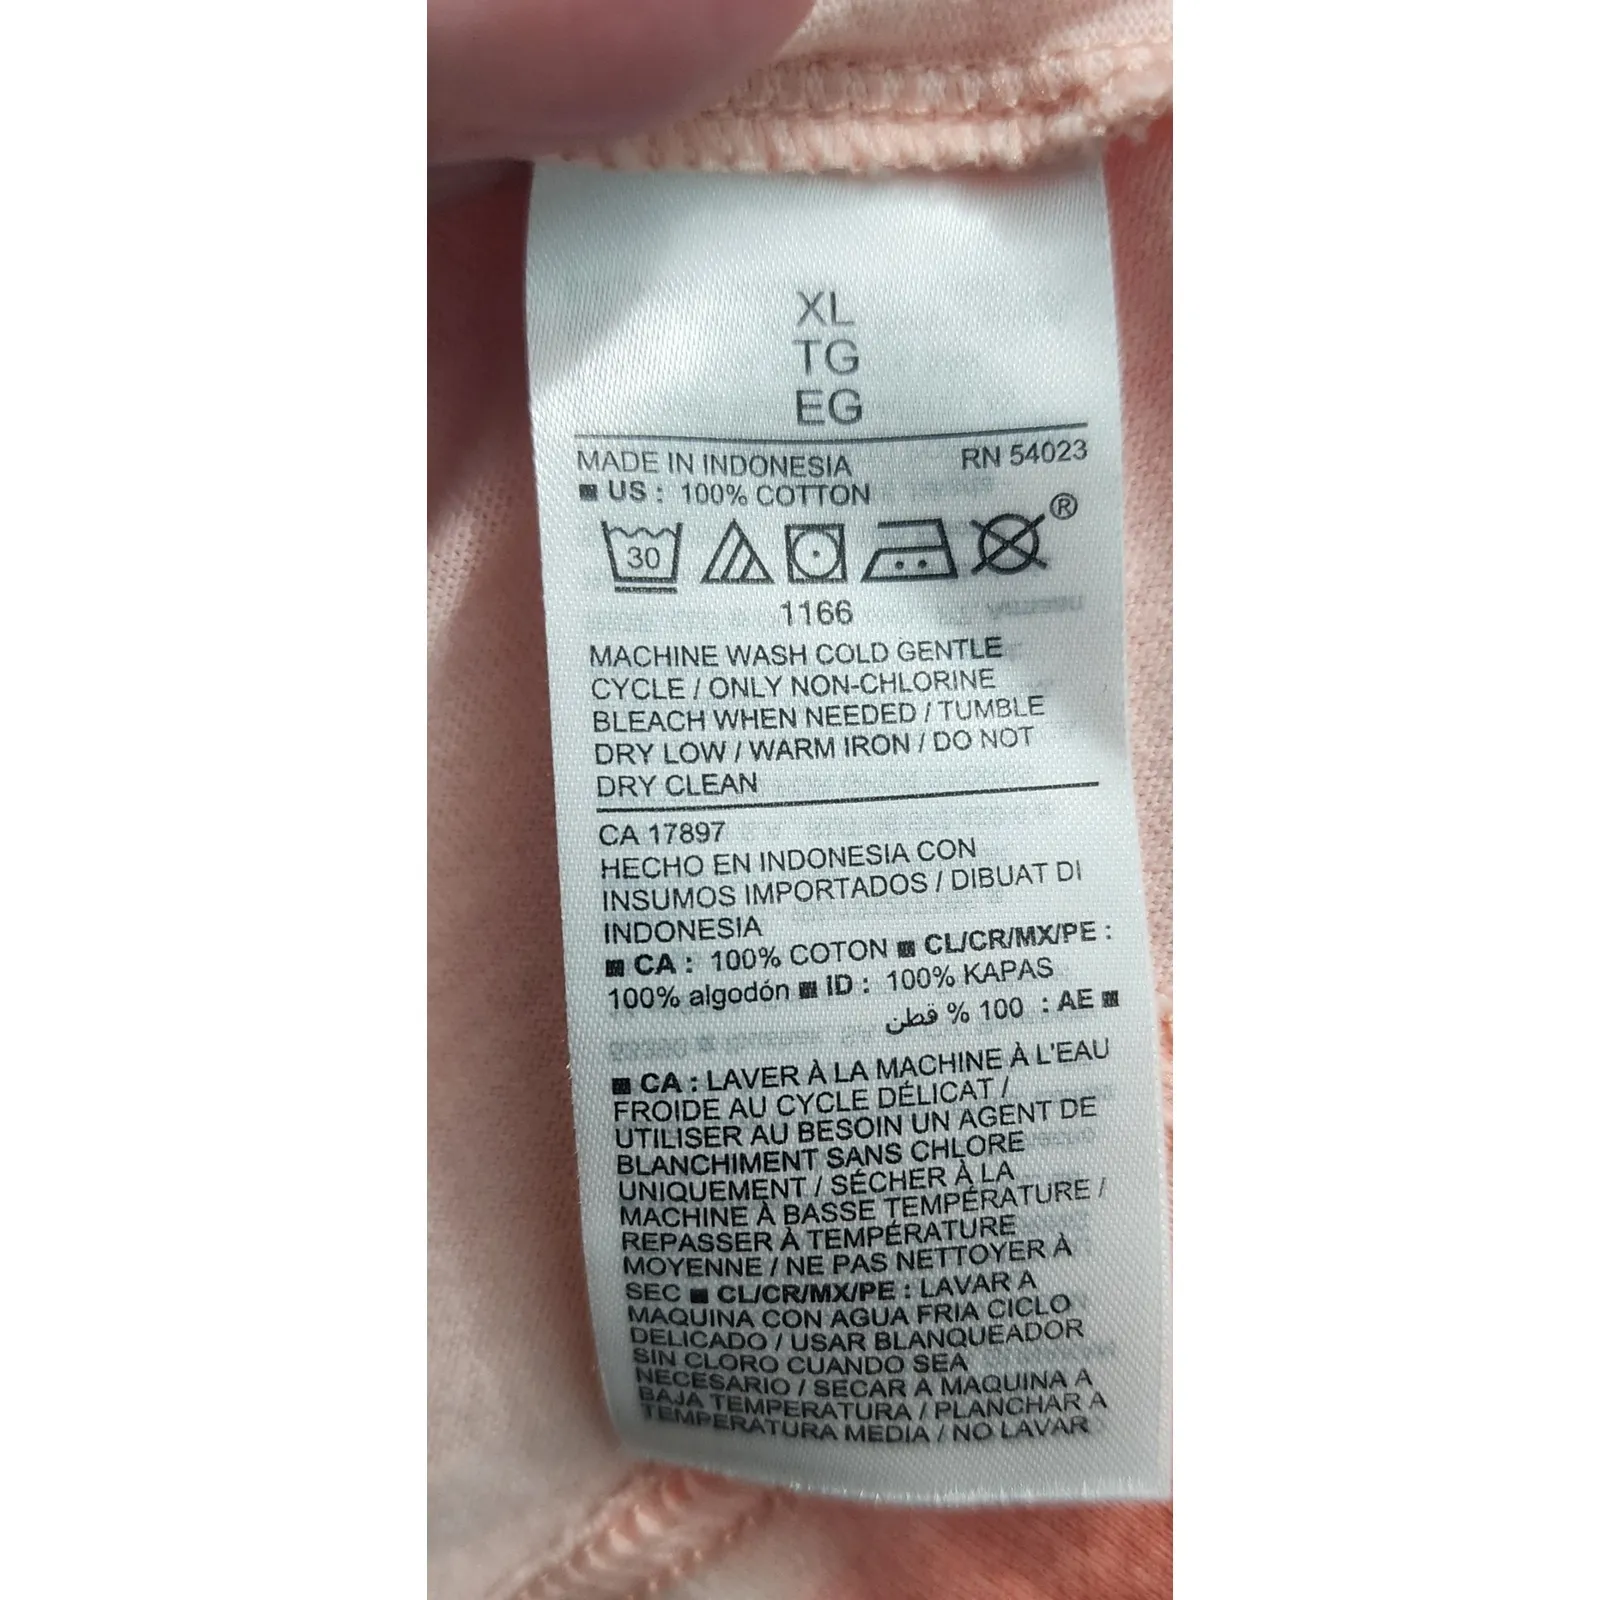 XL
TG
EG
MADE IN INDONESIA RN 54023
US : 100% COTTON
30 ®
1166
MACHINE WASH COLD GENTLE
CYCLE / ONLY NON-CHLORINE
BLEACH WHEN NEEDED / TUMBLE
DRY LOW / WARM IRON / DO NOT
DRY CLEAN
CA 17897
HECHO EN INDONESIA CON
INSUMOS IMPORTADOS / DIBUAT DI
INDONESIA
CA : 100% COTON CL/CR/MX/PE :
100% algodón ID : 100% KAPAS
AE : 100 % قطن
CA : LAVER À LA MACHINE À L'EAU
FROIDE AU CYCLE DÉLICAT /
UTILISER AU BESOIN UN AGENT DE
BLANCHIMENT SANS CHLORE
UNIQUEMENT / SÉCHER À LA
MACHINE À BASSE TEMPÉRATURE /
REPASSER À TEMPÉRATURE
MOYENNE / NE PAS NETTOYER À
SEC CL/CR/MX/PE : LAVAR A
MAQUINA CON AGUA FRIA CICLO
DELICADO / USAR BLANQUEADOR
SIN CLORO CUANDO SEA
NECESARIO / SECAR A MAQUINA A
BAJA TEMPERATURA / PLANCHAR A
TEMPERATURA MEDIA / NO LAVAR